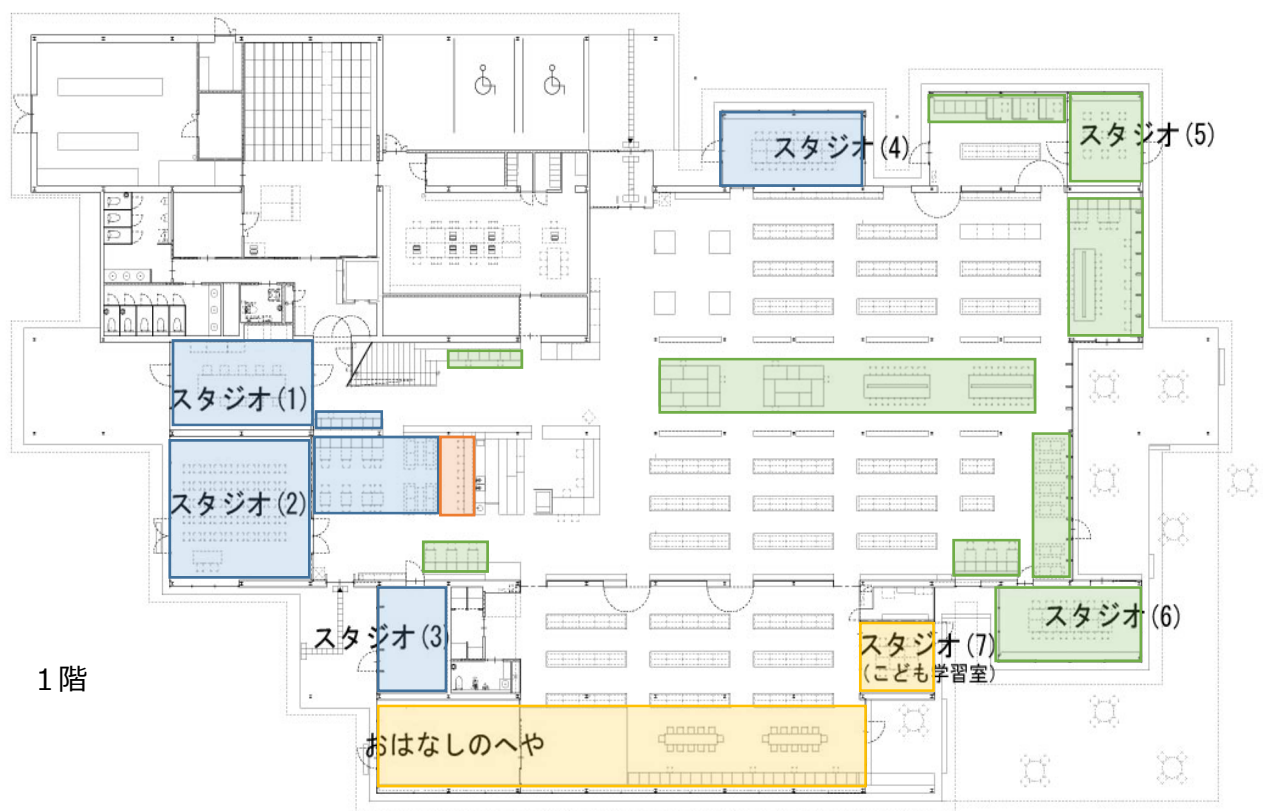 スタジオ(4)
スタジオ(5)
スタジオ(1)
スタジオ(2)
スタジオ(3)
スタジオ(6)
スタジオ(7)
(こども学習室)
１階
おはなしのへや